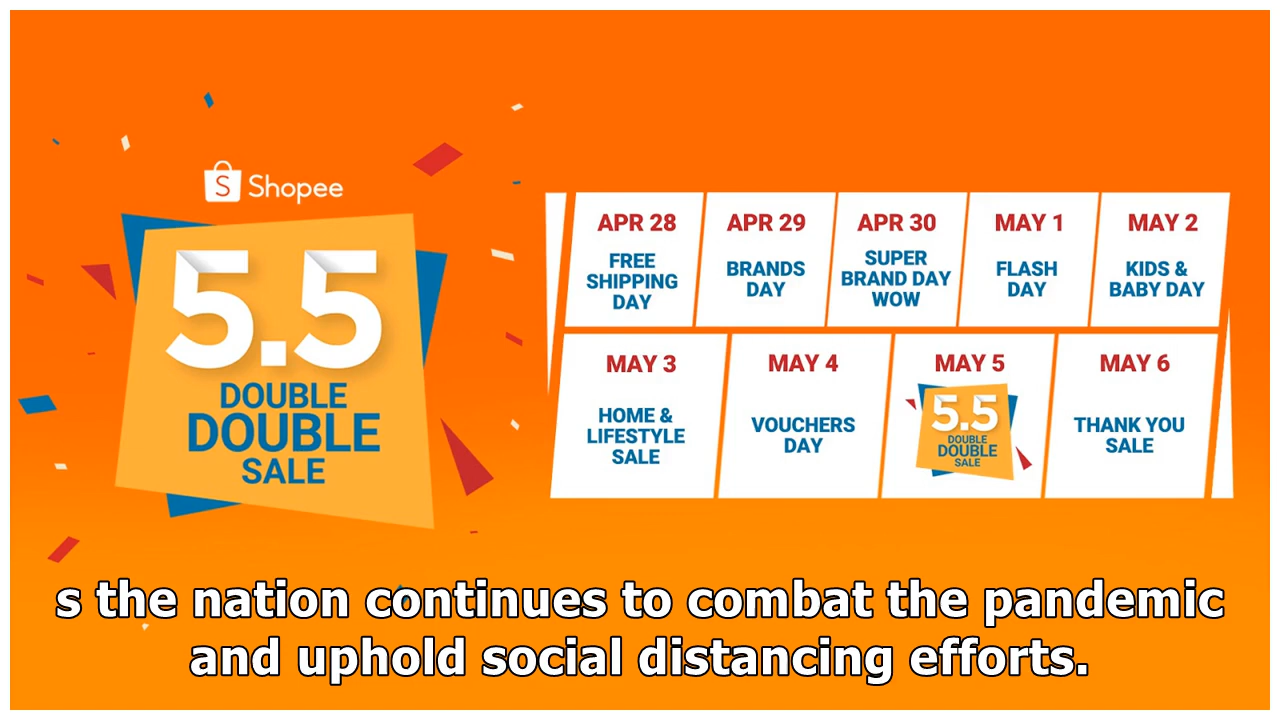 Shopee
5.5
DOUBLE
DOUBLE
SALE
APR 28
FREE
SHIPPING
DAY
APR 29
BRANDS
DAY
APR 30
SUPER
BRAND DAY
WOW
MAY 1
FLASH
DAY
MAY 2
KIDS &
BABY DAY
MAY 3
HOME &
LIFESTYLE
SALE
MAY 4
VOUCHERS
DAY
MAY 5
5.5
DOUBLE
DOUBLE
SALE
MAY 6
THANK YOU
SALE
s the nation continues to combat the pandemic
and uphold social distancing efforts.